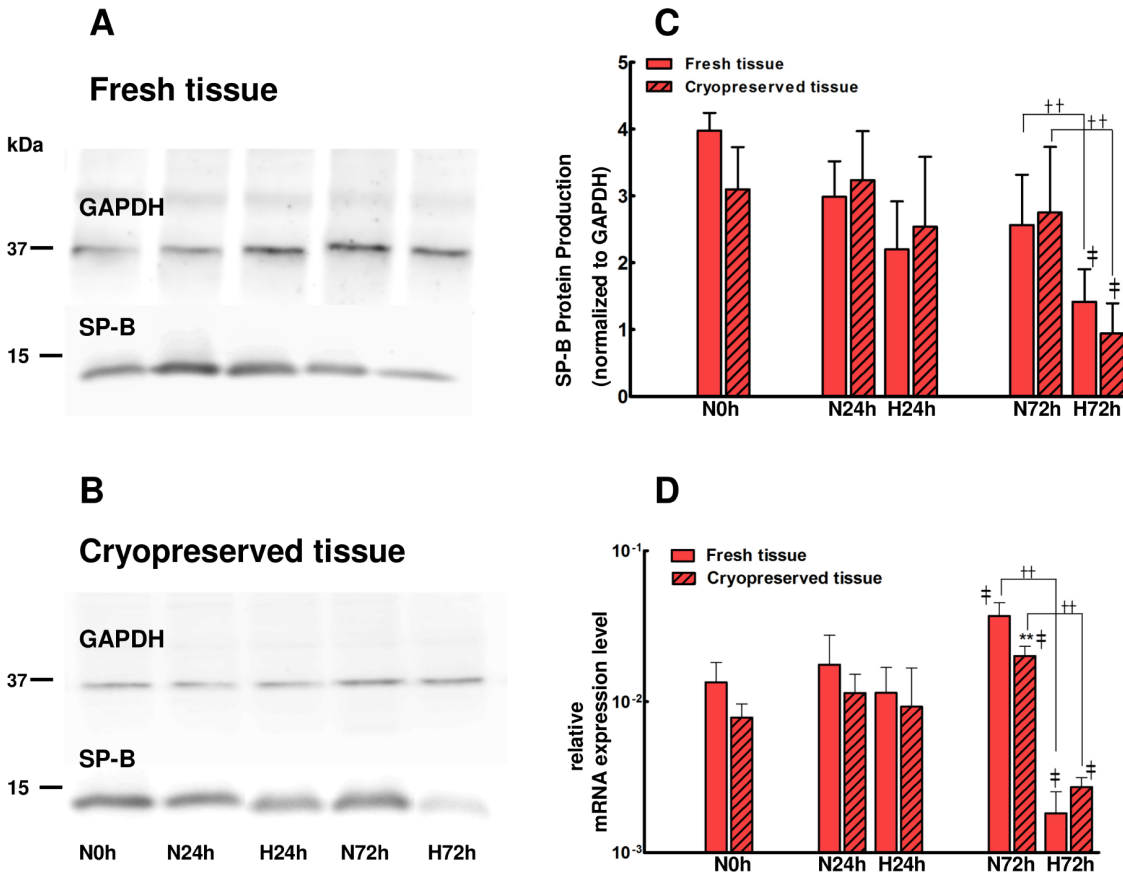 A
Fresh tissue
kDa
GAPDH
37
SP-B
15
B
Cryopreserved tissue
GAPDH
37
SP-B
15
N0h N24h H24h N72h H72h
C
Fresh tissue
Cryopreserved tissue
SP-B Protein Production
(normalized to GAPDH)
5
4
3
2
1
0
††
††
‡
‡
N0h N24h H24h N72h H72h
D
Fresh tissue
Cryopreserved tissue
relative
mRNA expression level
10-1
10-2
10-3
††
‡
††
**‡
‡
‡
N0h N24h H24h N72h H72h